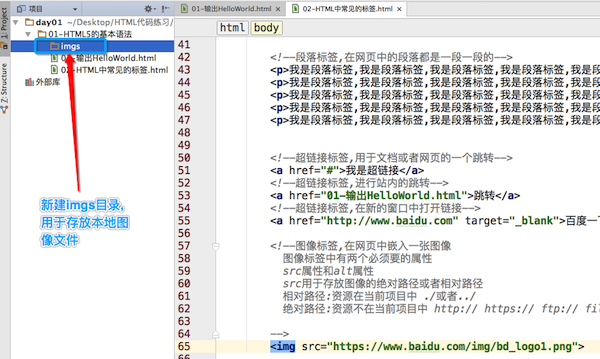 项目
01-输出HelloWorld.html
02-HTML中常见的标签.html
1: Project
Z: Structure
day01 ~/Desktop/HTML代码练习/
01-HTML5的基本语法
imgs
输出HelloWorld.html
02-HTML中常见的标签.html
外部库
新建imgs目录,
用于存放本地图
像文件
html body
41
42 <!--段落标签,在网页中的段落都是一段一段的-->
43 <p>我是段落标签,我是段落标签,我是段落标签,我是段落标签,我是段
44 <p>我是段落标签,我是段落标签,我是段落标签,我是段落标签,我是段
45 <p>我是段落标签,我是段落标签,我是段落标签,我是段落标签,我是段
46 <p>我是段落标签,我是段落标签,我是段落标签,我是段落标签,我是段
47 <p>我是段落标签,我是段落标签,我是段落标签,我是段落标签,我是段
48
49
50 <!--超链接标签,用于文档或者网页的一个跳转-->
51 <a href="#">我是超链接</a>
52 <!--超链接标签,进行站内的跳转-->
53 <a href="01-输出HelloWorld.html">跳转</a>
54 <!--超链接标签,在新的窗口中打开链接-->
55 <a href="http://www.baidu.com" target="_blank">百度一
56
57 <!--图像标签,在网页中嵌入一张图像
58 图像标签中有两个必须要的属性
59 src属性和alt属性
60 src用于存放图像的绝对路径或者相对路径
61 相对路径:资源在当前项目中 ./或者../
62 绝对路径:资源不在当前项目中 http:// https:// ftp:// fil
63
64 -->
65 <img src="https://www.baidu.com/img/bd_logo1.png">